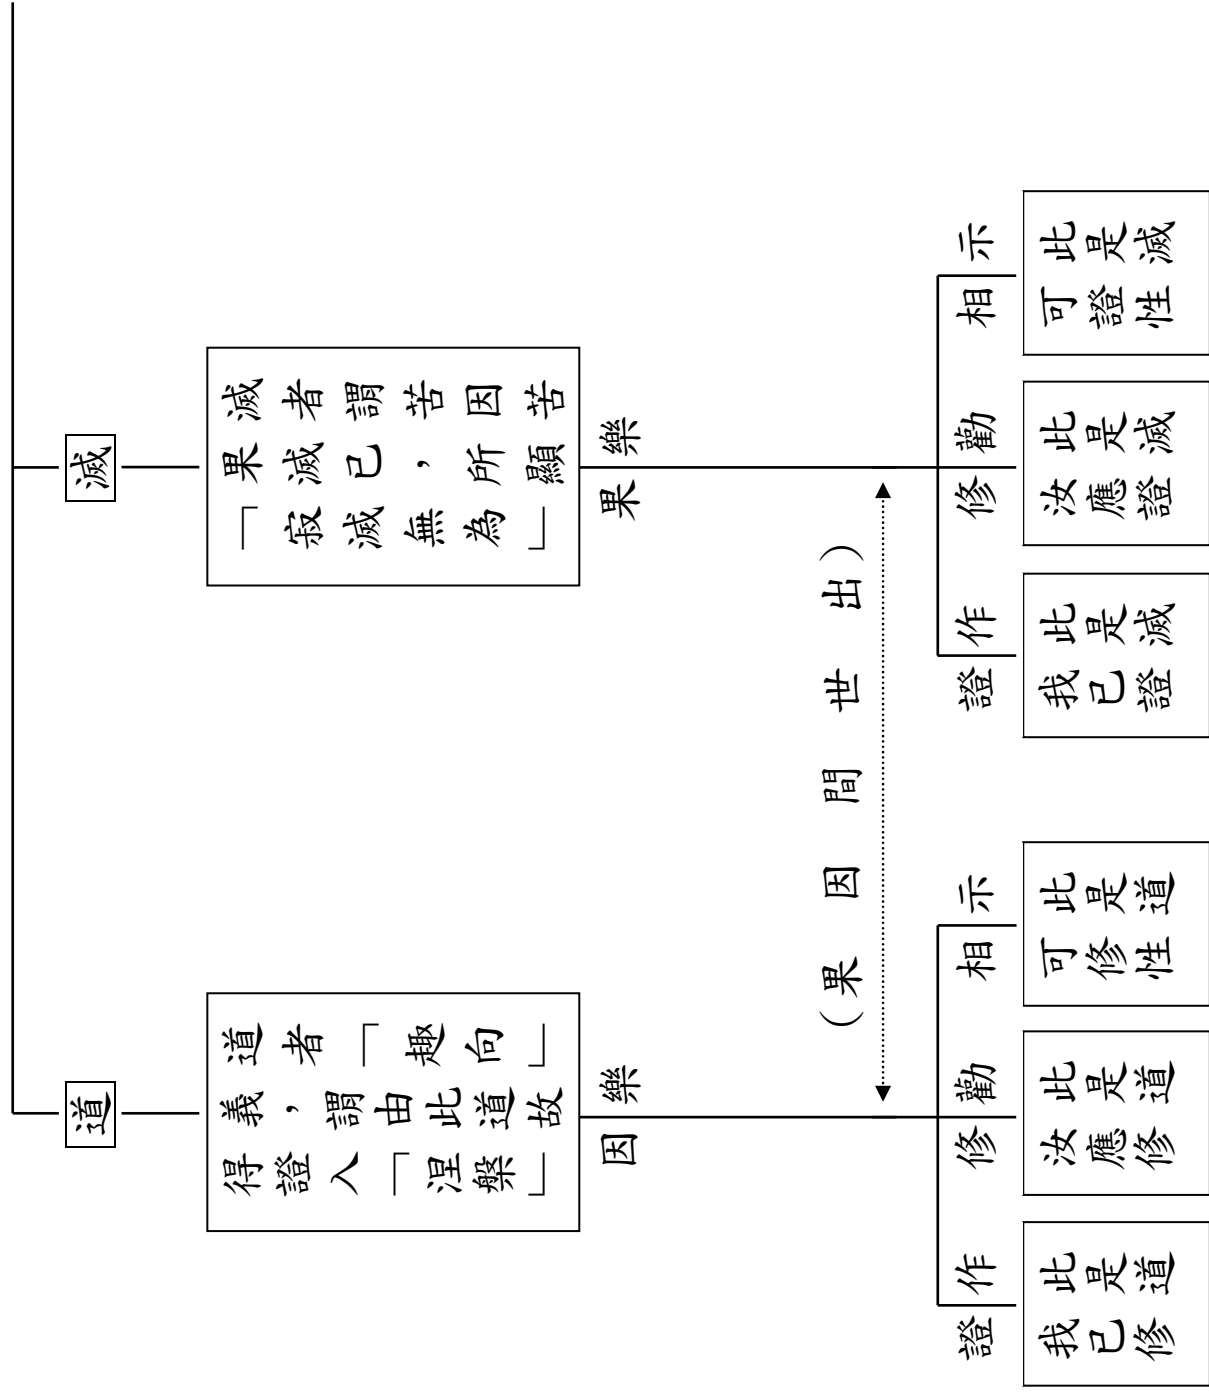 滅
滅者謂苦因苦
果滅已，所顯
「寂滅無為」
樂果
示相
此是滅
可證性
勸修
此是滅
汝應證
作證
此是滅
我已證
（出世間因果）
道
道者「趣向」
義，謂由此道故
得證入「涅槃」
樂因
示相
此是道
可修性
勸修
此是道
汝應修
作證
此是道
我已修